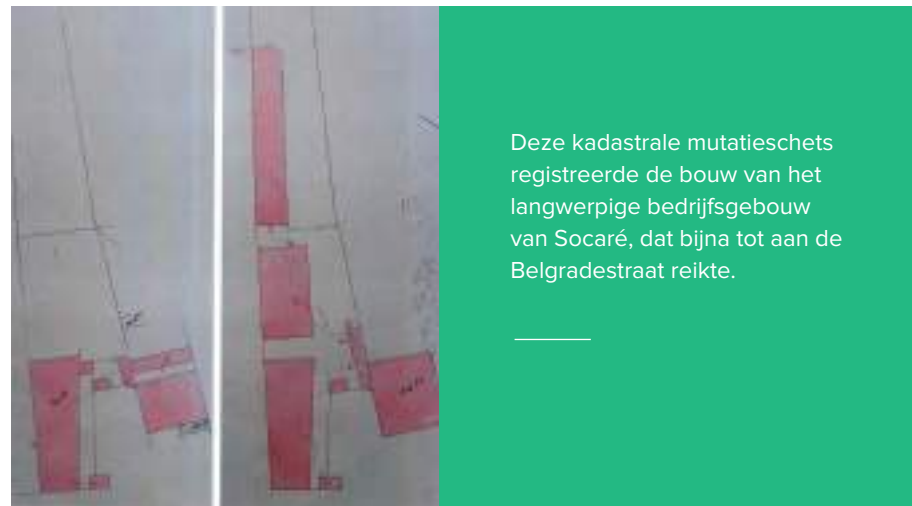 Deze kadastrale mutatieschets
registreerde de bouw van het
langwerpige bedrijfsgebouw
van Socaré, dat bijna tot aan de
Belgradestraat reikte.